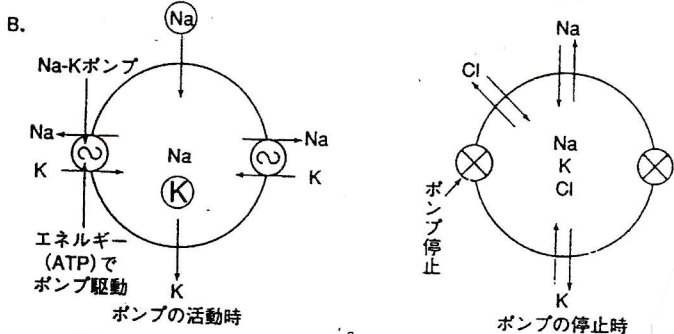 B.
Na
Na-Kポンプ
Na
Na
K
K
Na
K
エネルギー
(ATP)で
ポンプ駆動
K
ポンプの活動時
Na
Cl
Na
K
Cl
ポンプ停止
K
ポンプの停止時